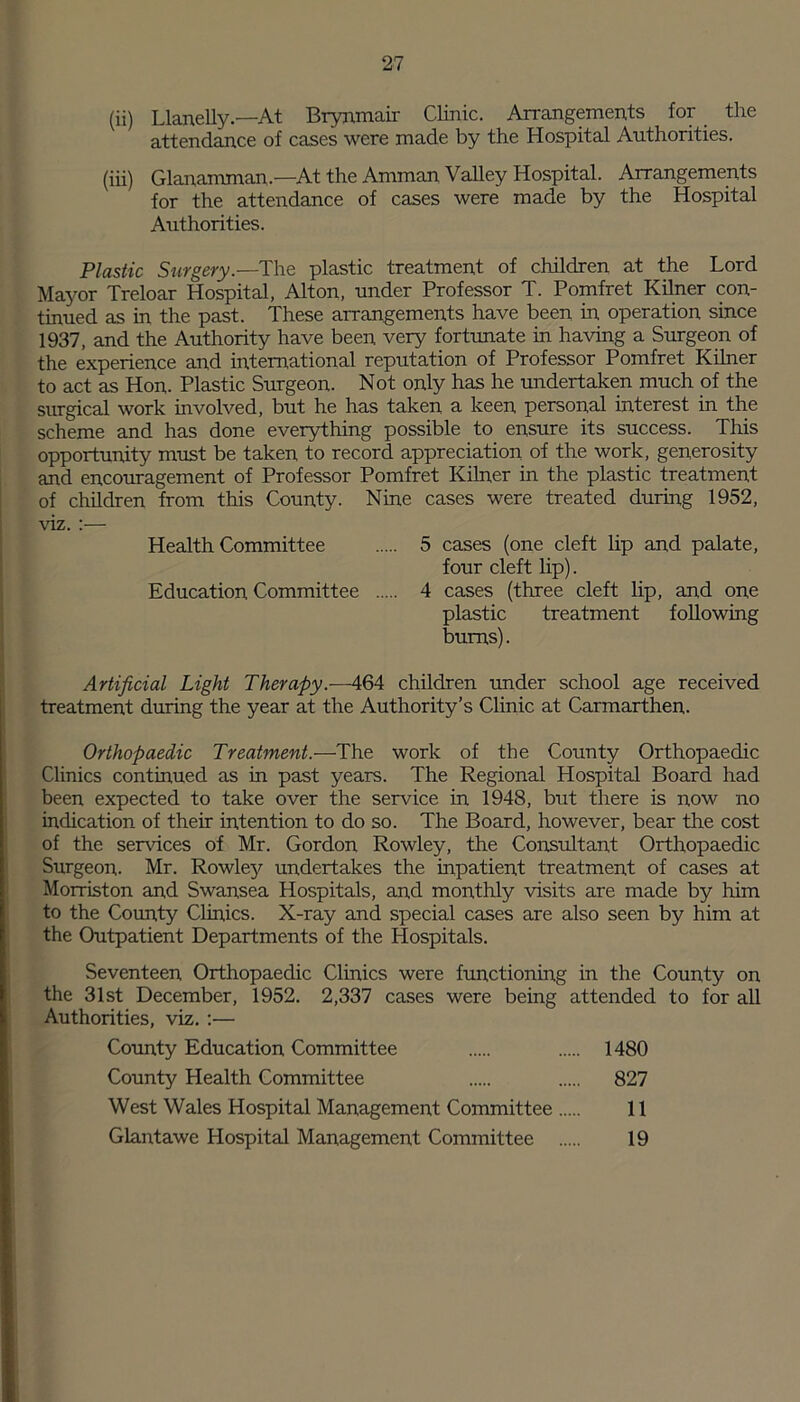 27
(ii) Llanelly.—At Brynmair Clinic. Arrangements for the
attendance of cases were made by the Hospital Authorities.
(iii) Glanamman.—At the Amman Valley Hospital. Arrangements
for the attendance of cases were made by the Hospital
Authorities.
Plastic Surgery.—The plastic treatment of children at the Lord
Mayor Treloar Hospital, Alton, under Professor T. Pomfret Kilner con-
tinued as in the past. These arrangements have been in operation since
1937, and the Authority have been very fortunate in having a Surgeon of
the experience and international reputation of Professor Pomfret Kilner
to act as Hon. Plastic Surgeon. Not only has he undertaken much of the
surgical work involved, but he has taken a keen personal interest in the
scheme and has done everything possible to ensure its success. This
opportunity must be taken to record appreciation of the work, generosity
and encouragement of Professor Pomfret Kilner in the plastic treatment
of children from this County. Nine cases were treated during 1952,
viz. :—
Health Committee ..... 5 cases (one cleft lip and palate,
four cleft lip).
Education Committee ..... 4 cases (three cleft lip, and one
plastic treatment following
burns).
Artificial Light Therapy.—464 children under school age received
treatment during the year at the Authority's Clinic at Carmarthen.
Orthopaedic Treatment.—The work of the County Orthopaedic
Clinics continued as in past years. The Regional Hospital Board had
been expected to take over the service in 1948, but there is now no
indication of their intention to do so. The Board, however, bear the cost
of the services of Mr. Gordon Rowley, the Consultant Orthopaedic
Surgeon. Mr. Rowley undertakes the inpatient treatment of cases at
Morriston and Swansea Hospitals, and monthly visits are made by him
to the County Clinics. X-ray and special cases are also seen by him at
the Outpatient Departments of the Hospitals.
Seventeen Orthopaedic Clinics were functioning in the County on
the 31st December, 1952. 2,337 cases were being attended to for all
Authorities, viz. :—
County Education Committee ..... ..... 1480
County Health Committee ..... ..... 827
West Wales Hospital Management Committee ..... 11
Glantawe Hospital Management Committee ..... 19